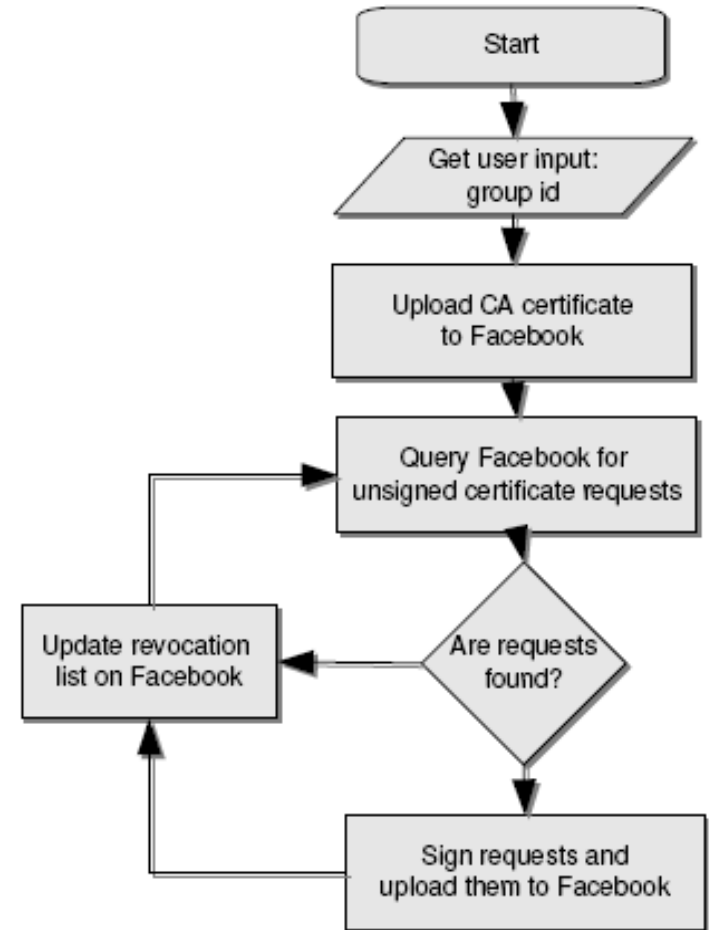 Start
Get user input:
group id
Upload CA certificate
to Facebook
Query Facebook for
unsigned certificate requests
Are requests
found?
Update revocation
list on Facebook
Sign requests and
upload them to Facebook